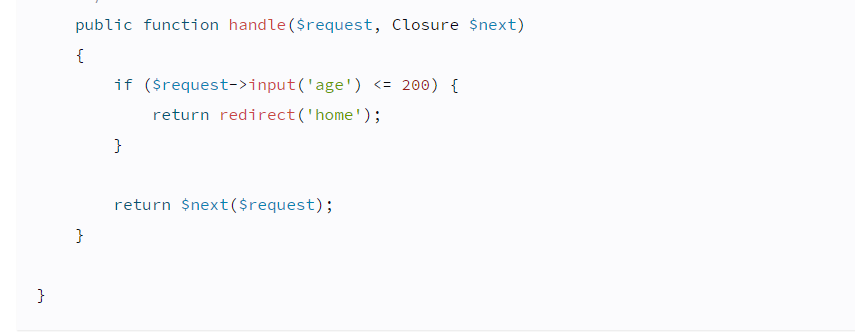 public function handle($request, Closure $next)
{
if ($request->input('age') <= 200) {
return redirect('home');
}
return $next($request);
}
}